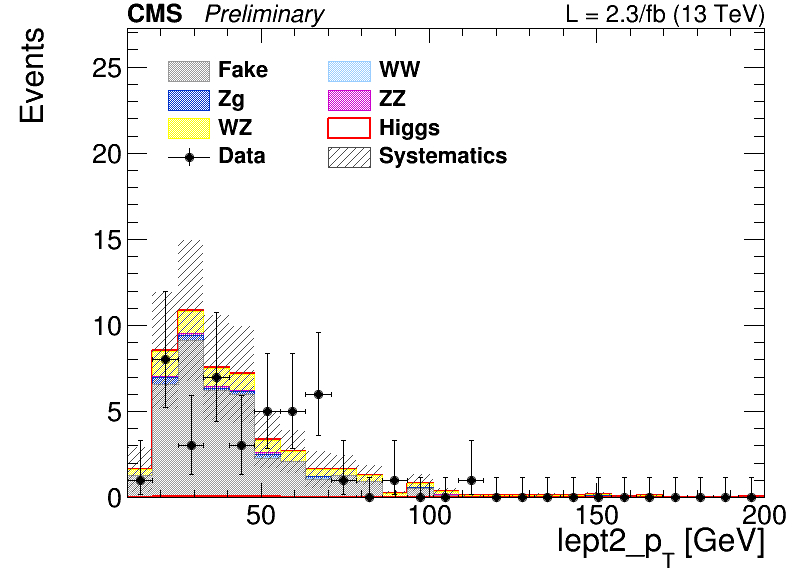 CMS Preliminary L = 2.3/fb (13 TeV)
Events
25
20
15
10
5
0
Fake WW
Zg ZZ
WZ Higgs
Data Systematics
50 100 150 200
lept2_p_T [GeV]